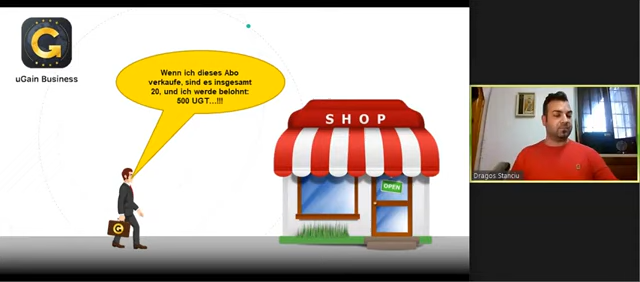 G
uGain Business
Wenn ich dieses Abo
verkaufe, sind es insgesamt
20, und ich werde belohnt:
500 UGT...!!!
SHOP
OPEN
G
Dragos Stanciu